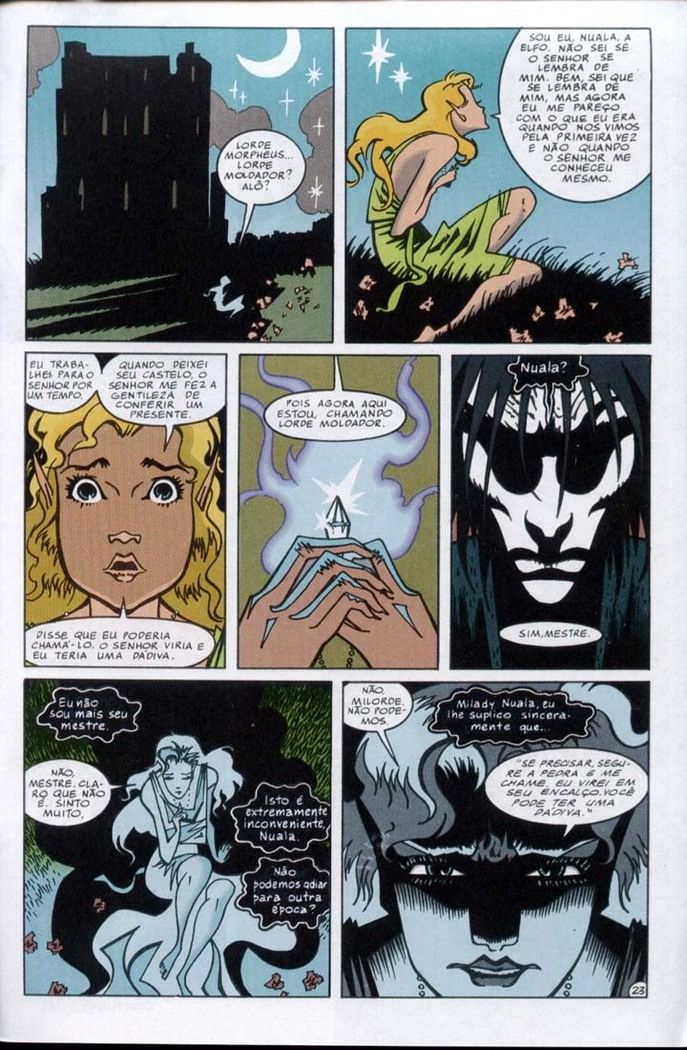 LORDE
MORPHEUS...
LORDE
MOLDADOR?
ALÔ?
SOU EU, NUALA, A
ELFO. NÃO SEI SE
O SENHOR SE
LEMBRA DE
MIM. BEM, SEI QUE
SE LEMBRA DE
MIM, MAS AGORA
EU ME PAREÇO
COM O QUE EU ERA
QUANDO NOS VIMOS
PELA PRIMEIRA VEZ
E NÃO QUANDO
O SENHOR ME
CONHECEU
MESMO.
EU TRABA-
LHEI PARA O
SENHOR POR
UM TEMPO.
QUANDO DEIXEI
SEU CASTELO, O
SENHOR ME FEZ A
GENTILEZA DE
CONFERIR UM
PRESENTE.
DISSE QUE EU PODERIA
CHAMÁ-LO. O SENHOR VIRIA E
EU TERIA UMA DÁDIVA.
POIS AGORA AQUI
ESTOU, CHAMANDO
LORDE MOLDADOR.
Nuala?
SIM, MESTRE.
Eu não
sou mais seu
mestre.
NÃO,
MESTRE. CLA-
RO QUE NÃO
É. SINTO
MUITO.
Isto é
extremamente
inconveniente,
Nuala.
Não
podemos adiar
para outra
época?
NÃO,
MILORDE.
NÃO PODE-
MOS.
Milady Nuala, eu
lhe suplico sincera-
mente que...
"SE PRECISAR, SEGU-
RE A PEDRA E ME
CHAME. EU VIREI EM
SEU ENCALÇO. VOCÊ
PODE TER UMA
DÁDIVA."
23